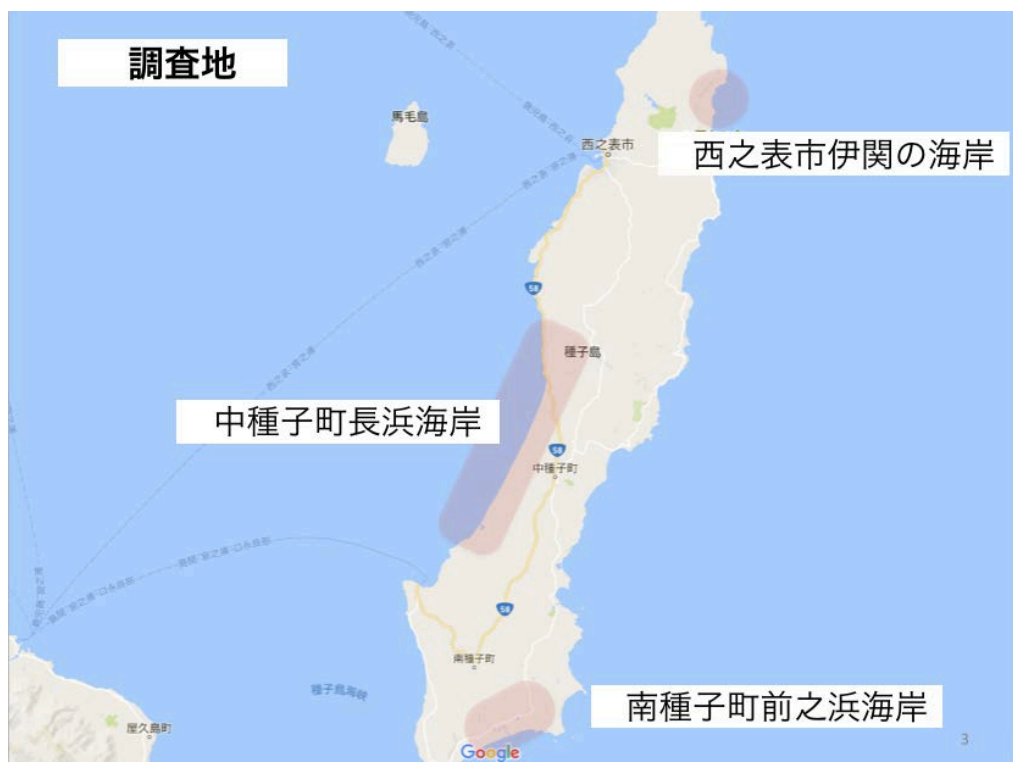 調査地
馬毛島
西之表市
西之表市伊関の海岸
58
種子島
中種子町長浜海岸
58
中種子町
58
南種子町
種子島海峡
南種子町前之浜海岸
屋久島町
Google
3